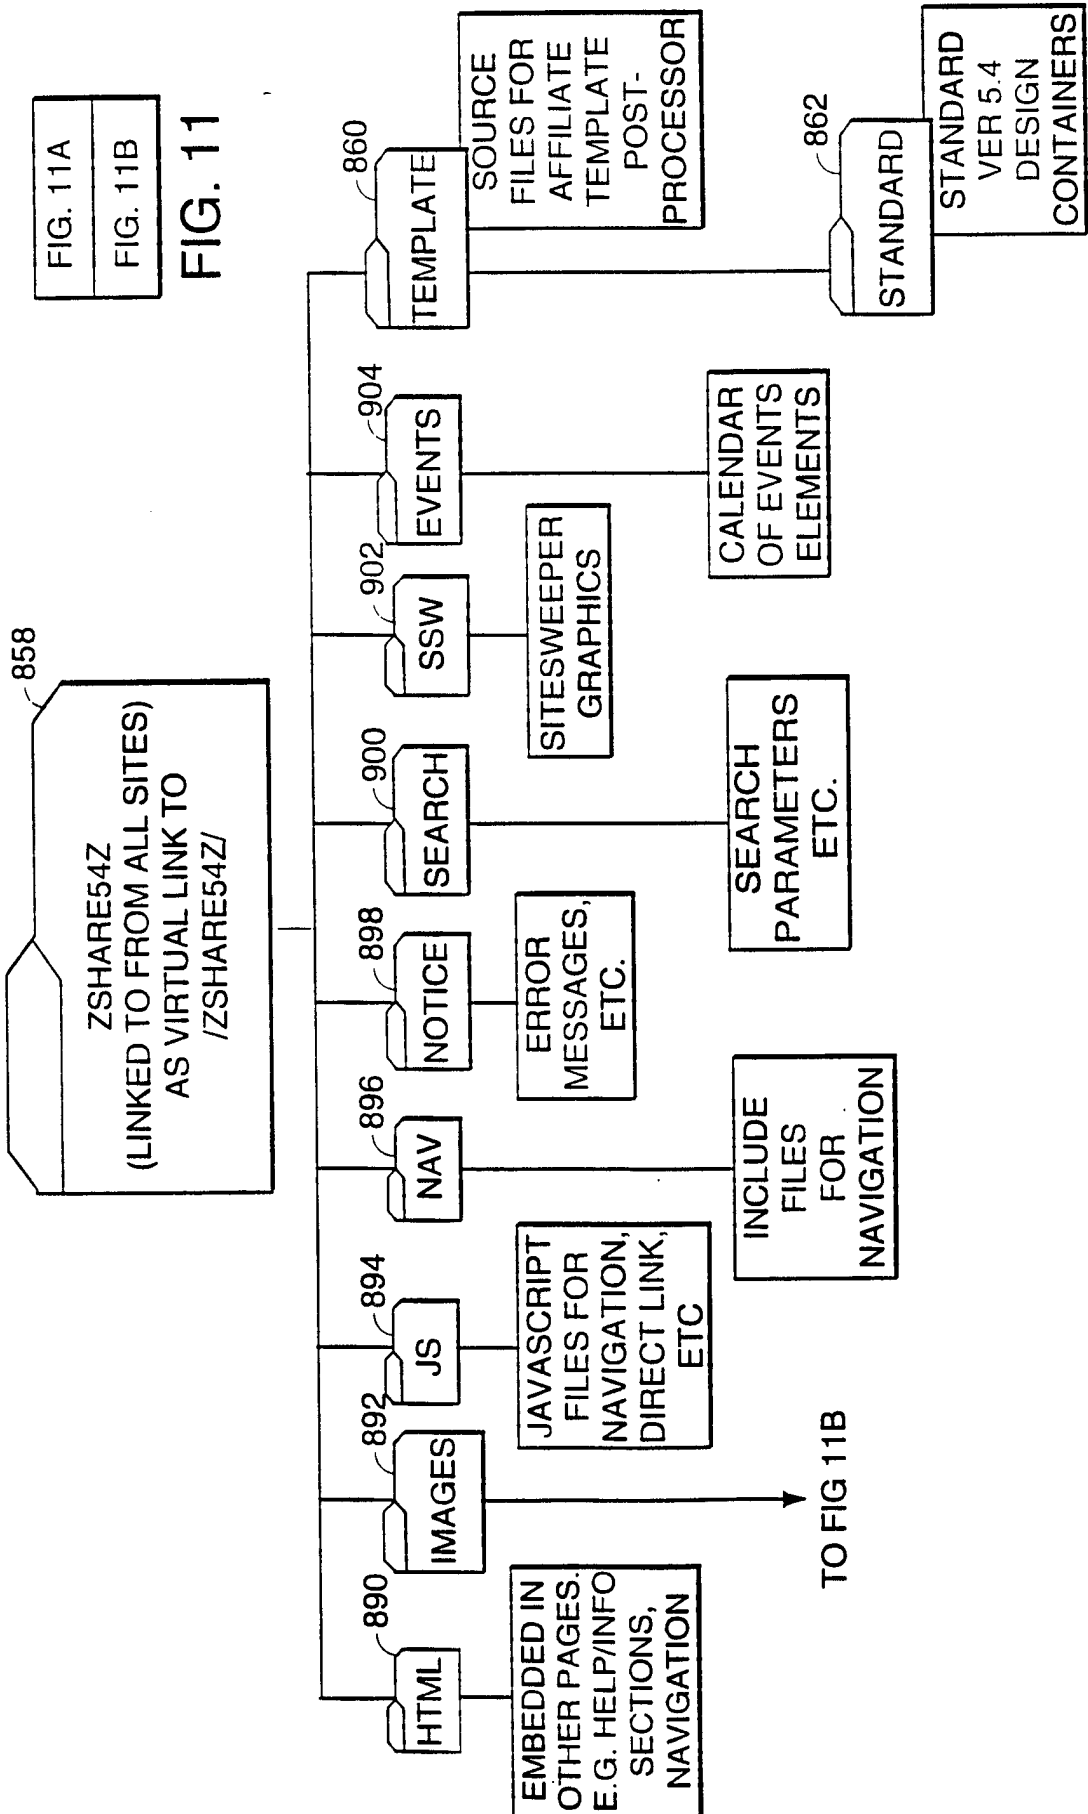 FIG. 11A
FIG. 11B
FIG. 11
858
ZSHARE54Z
(LINKED TO FROM ALL SITES)
AS VIRTUAL LINK TO
/ZSHARE54Z/
890
HTML
EMBEDDED IN
OTHER PAGES.
E.G. HELP/INFO
SECTIONS,
NAVIGATION
892
IMAGES
TO FIG 11B
894
JS
JAVASCRIPT
FILES FOR
NAVIGATION,
DIRECT LINK,
ETC
896
NAV
INCLUDE
FILES
FOR
NAVIGATION
898
NOTICE
ERROR
MESSAGES,
ETC.
900
SEARCH
SEARCH
PARAMETERS
ETC.
902
SSW
SITESWEEPER
GRAPHICS
904
EVENTS
CALENDAR
OF EVENTS
ELEMENTS
860
TEMPLATE
SOURCE
FILES FOR
AFFILIATE
TEMPLATE
POST-
PROCESSOR
862
STANDARD
STANDARD
VER 5.4
DESIGN
CONTAINERS